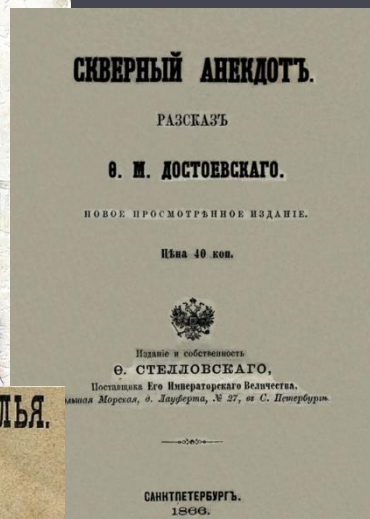 СКВЕРНЫЙ АНЕКДОТЪ.
РАЗСКАЗЪ
Ѳ. М. ДОСТОЕВСКАГО.
НОВОЕ ПРОСМОТРѢННОЕ ИЗДАНІЕ.
Цѣна 40 коп.
Изданіе и собственность
Ѳ. СТЕЛЛОВСКАГО,
Поставщика Его Императорскаго Величества.
Морская, д. Лауферта, № 27, въ С. Петербургѣ
САНКТПЕТЕРБУРГЪ.
1866.